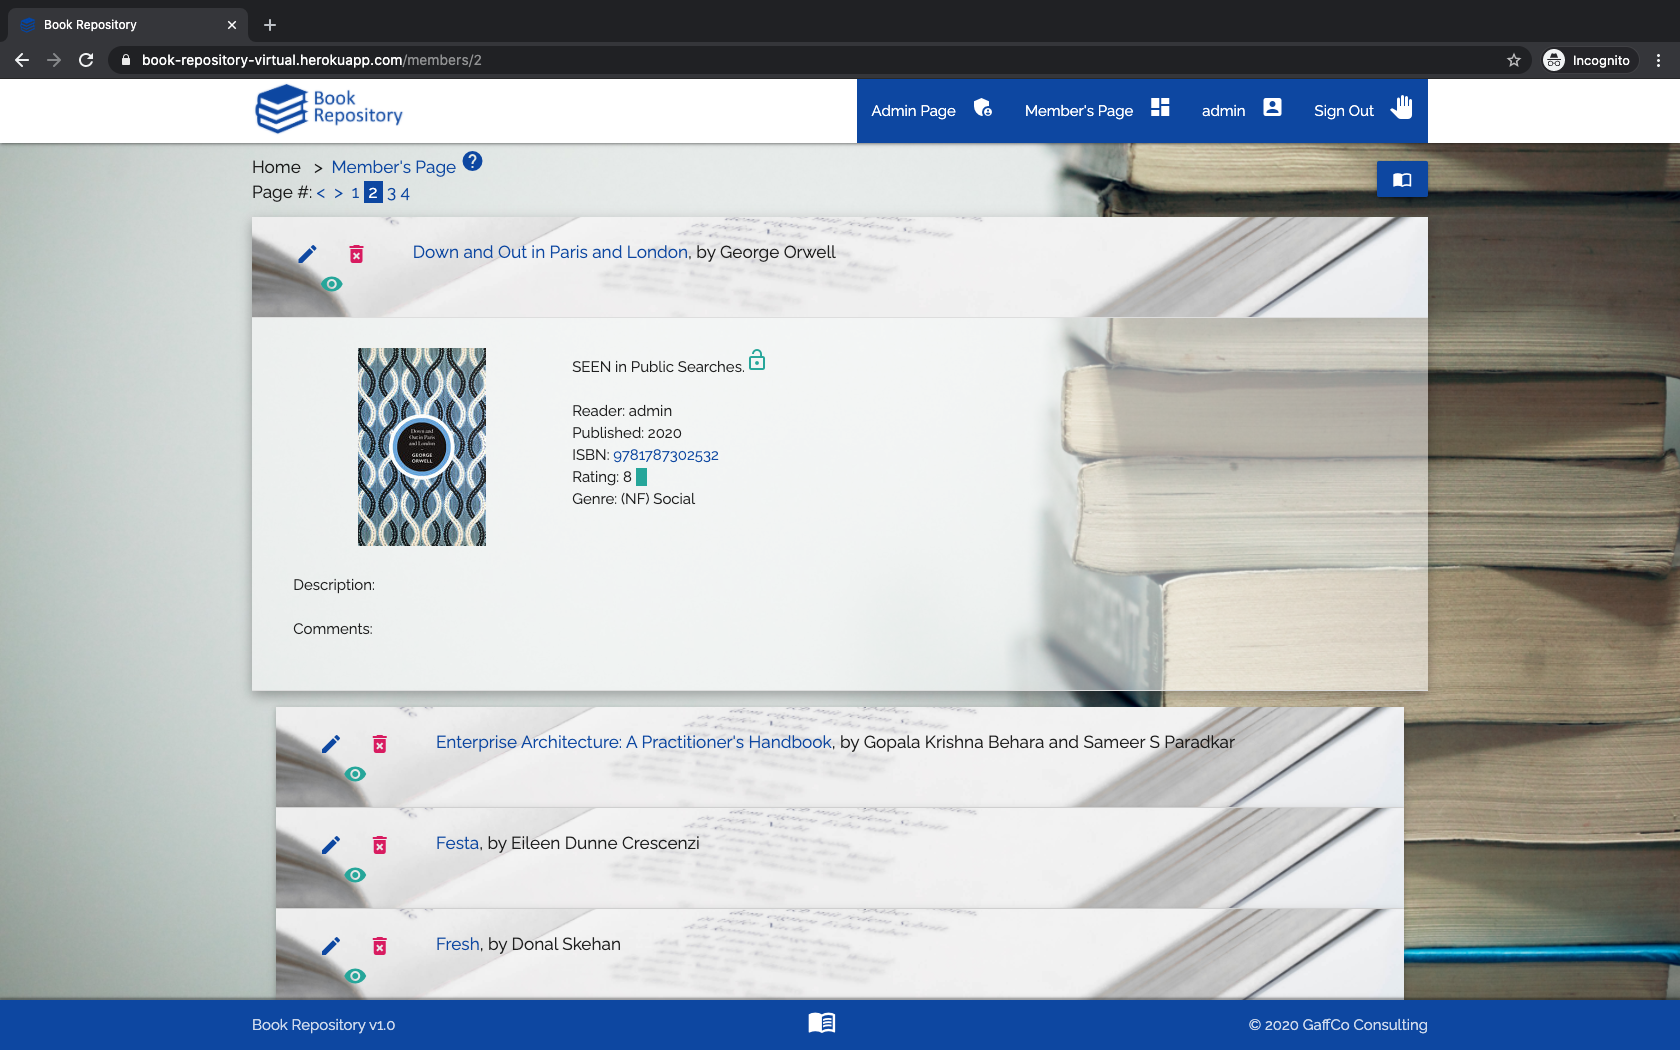 Book Repository
book-repository-virtual.herokuapp.com/members/2
Incognito
Book
Repository
Admin Page
Member's Page
admin
Sign Out
Home > Member's Page ?
Page #: < > 1 2 3 4
Down and Out in Paris and London, by George Orwell
Down and
Out in Paris
and London
GEORGE
ORWELL
SEEN in Public Searches.
Reader: admin
Published: 2020
ISBN: 9781787302532
Rating: 8
Genre: (NF) Social
Description:
Comments:
Enterprise Architecture: A Practitioner's Handbook, by Gopala Krishna Behara and Sameer S Paradkar
Festa, by Eileen Dunne Crescenzi
Fresh, by Donal Skehan
Book Repository v1.0
© 2020 GaffCo Consulting